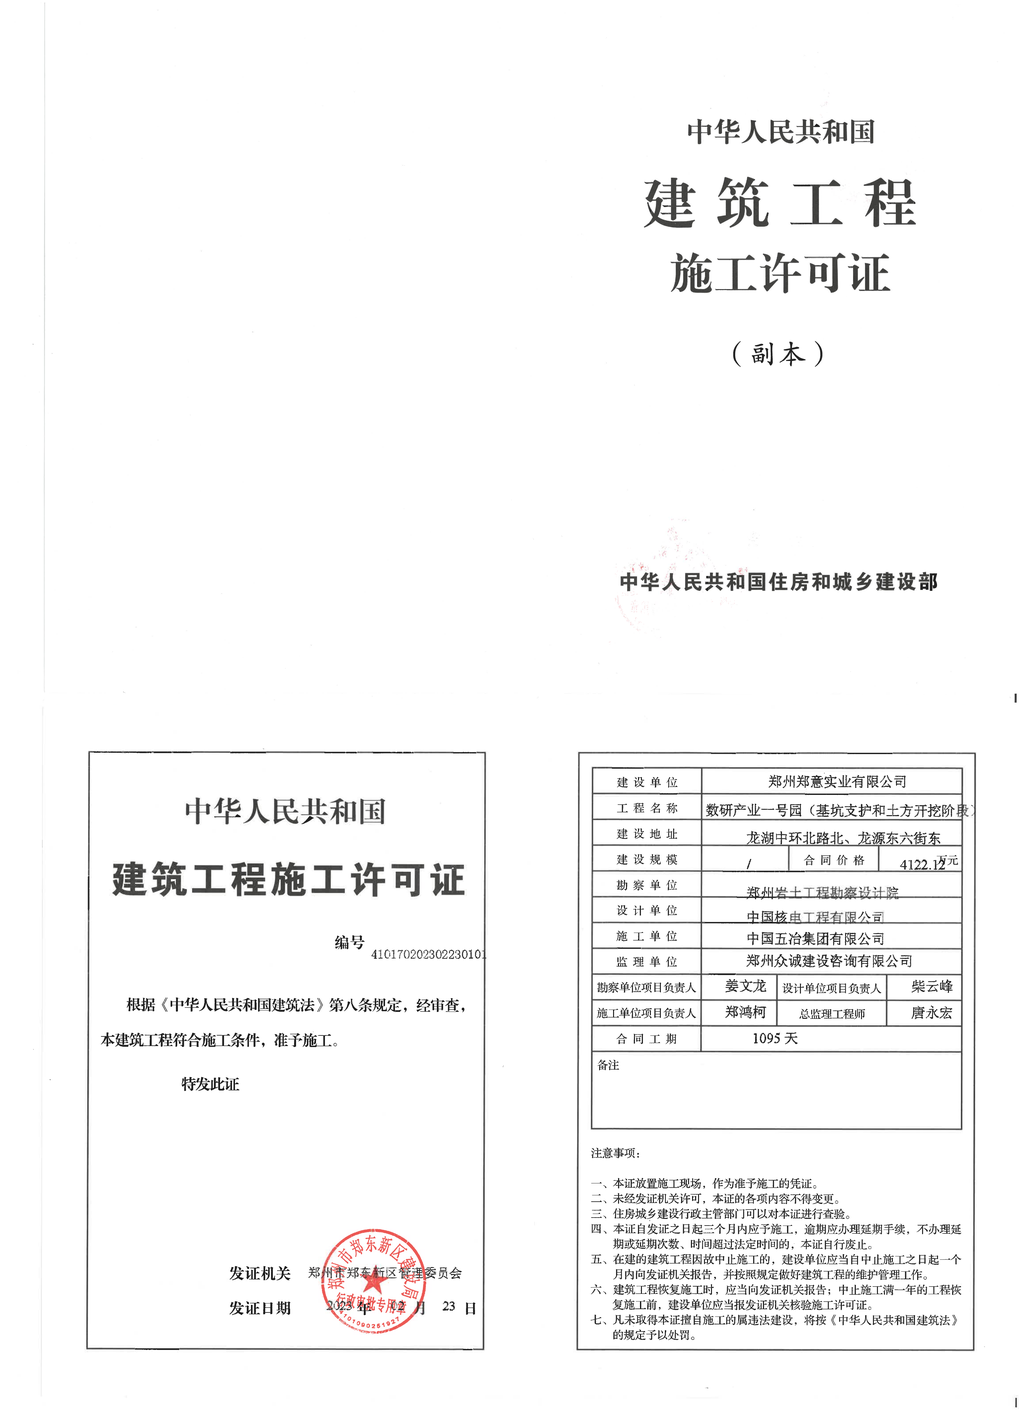 中华人民共和国
建筑工程
施工许可证
（副本）
中华人民共和国住房和城乡建设部
中华人民共和国
建筑工程施工许可证
编号 410170202302230101
根据《中华人民共和国建筑法》第八条规定，经审查，
本建筑工程符合施工条件，准予施工。
特发此证
发证机关 郑州市郑东新区管理委员会
发证日期 2023 年 02 月 23 日
郑州市郑东新区建设局
行政审批专用章
4101090261927
建设单位 郑州郑意实业有限公司
工程名称 数研产业一号园（基坑支护和土方开挖阶段）
建设地址 龙湖中环北路北、龙源东六街东
建设规模 / 合同价格 4122.12万元
勘察单位 郑州岩土工程勘察设计院
设计单位 中国核电工程有限公司
施工单位 中国五冶集团有限公司
监理单位 郑州众诚建设咨询有限公司
勘察单位项目负责人 姜文龙 设计单位项目负责人 柴云峰
施工单位项目负责人 郑鸿柯 总监理工程师 唐永宏
合同工期 1095 天
备注
注意事项：
一、本证放置施工现场，作为准予施工的凭证。
二、未经发证机关许可，本证的各项内容不得变更。
三、住房城乡建设行政主管部门可以对本证进行查验。
四、本证自发证之日起三个月内应予施工，逾期应办理延期手续，不办理延
期或延期次数、时间超过法定时间的，本证自行废止。
五、在建的建筑工程因故中止施工的，建设单位应当自中止施工之日起一个
月内向发证机关报告，并按照规定做好建筑工程的维护管理工作。
六、建筑工程恢复施工时，应当向发证机关报告；中止施工满一年的工程恢
复施工前，建设单位应当报发证机关核验施工许可证。
七、凡未取得本证擅自施工的属违法建设，将按《中华人民共和国建筑法》
的规定予以处罚。